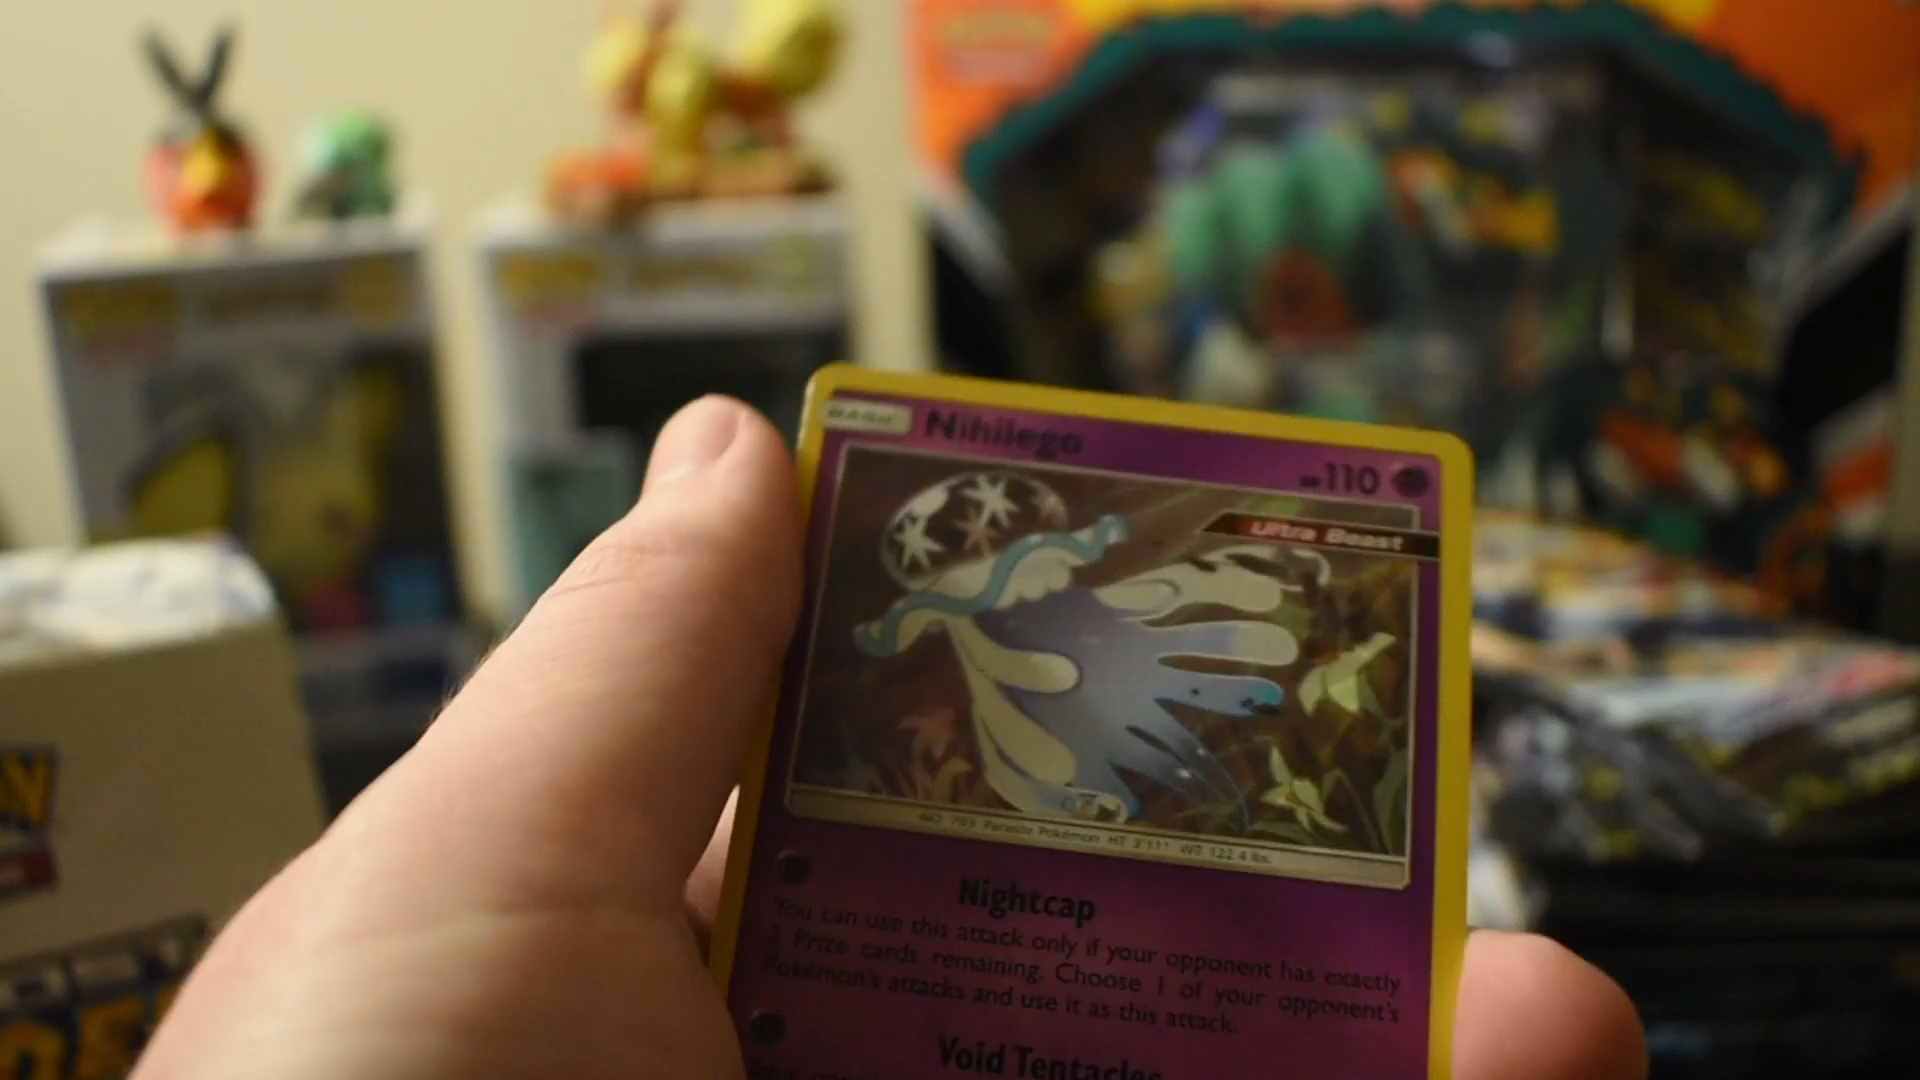 BASIC Nihilego
HP 110
Ultra Beast
NO. 793 Parasite Pokémon HT 3'11" WT 122.4 lbs.
Nightcap
You can use this attack only if your opponent has exactly
Prize cards remaining. Choose 1 of your opponent's
Pokémon's attacks and use it as this attack.
Void Tentacles